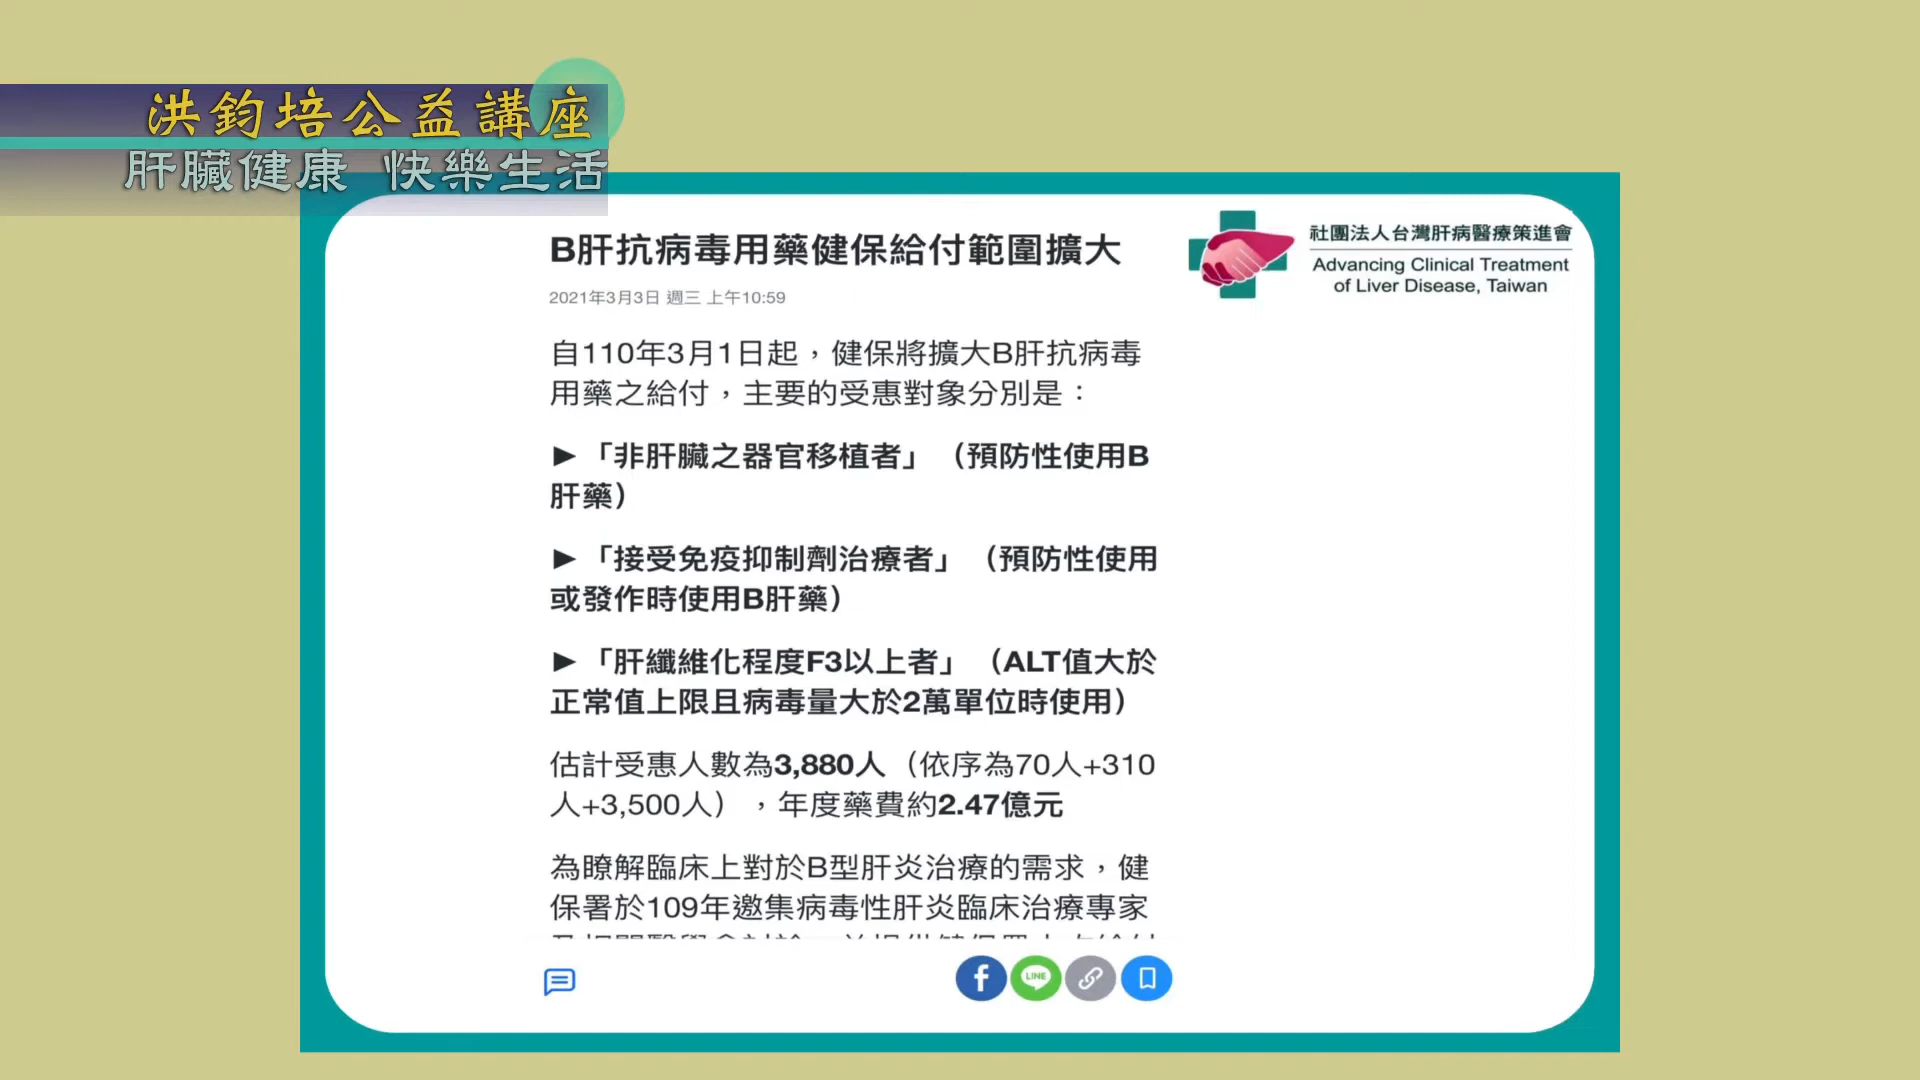 洪鈞培公益講座
肝臟健康 快樂生活
B肝抗病毒用藥健保給付範圍擴大
社團法人台灣肝病醫療策進會
Advancing Clinical Treatment
of Liver Disease, Taiwan
2021年3月3日 週三 上午10:59
自110年3月1日起，健保將擴大B肝抗病毒
用藥之給付，主要的受惠對象分別是：
►「非肝臟之器官移植者」（預防性使用B
肝藥）
►「接受免疫抑制劑治療者」（預防性使用
或發作時使用B肝藥）
►「肝纖維化程度F3以上者」（ALT值大於
正常值上限且病毒量大於2萬單位時使用）
估計受惠人數為3,880人（依序為70人+310
人+3,500人），年度藥費約2.47億元
為瞭解臨床上對於B型肝炎治療的需求，健
保署於109年邀集病毒性肝炎臨床治療專家
LINE